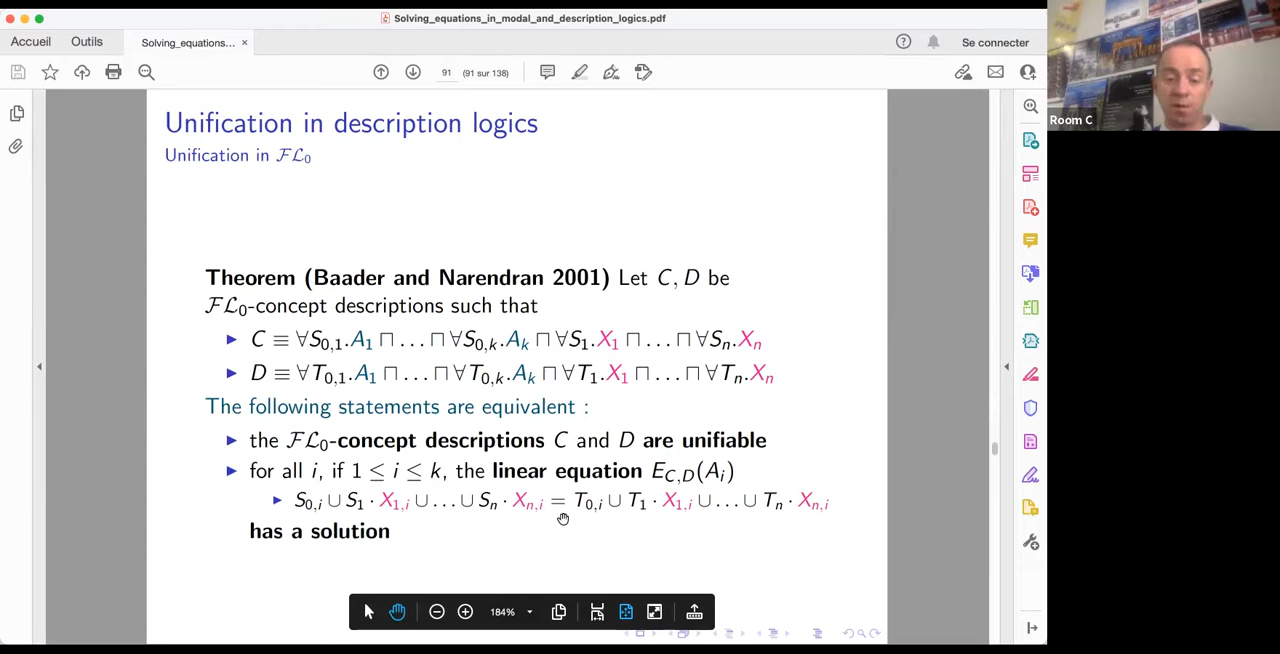 Solving_equations_in_modal_and_description_logics.pdf
Accueil Outils Solving_equations... × Se connecter
91 (91 sur 138)
Room C
Unification in description logics
Unification in ℱℒ₀
Theorem (Baader and Narendran 2001) Let C, D be
ℱℒ₀-concept descriptions such that
▶ C ≡ ∀S₀,₁.A₁ ⊓ … ⊓ ∀S₀,ₖ.Aₖ ⊓ ∀S₁.X₁ ⊓ … ⊓ ∀Sₙ.Xₙ
▶ D ≡ ∀T₀,₁.A₁ ⊓ … ⊓ ∀T₀,ₖ.Aₖ ⊓ ∀T₁.X₁ ⊓ … ⊓ ∀Tₙ.Xₙ
The following statements are equivalent :
▶ the ℱℒ₀-concept descriptions C and D are unifiable
▶ for all i, if 1 ≤ i ≤ k, the linear equation E_{C,D}(Aᵢ)
▶ S₀,ᵢ ∪ S₁ · X₁,ᵢ ∪ … ∪ Sₙ · Xₙ,ᵢ = T₀,ᵢ ∪ T₁ · X₁,ᵢ ∪ … ∪ Tₙ · Xₙ,ᵢ
has a solution
184%